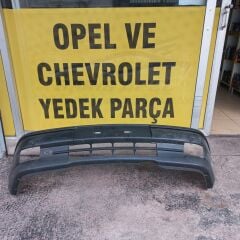 OPEL VE
CHEVROLET
YEDEK PARÇA